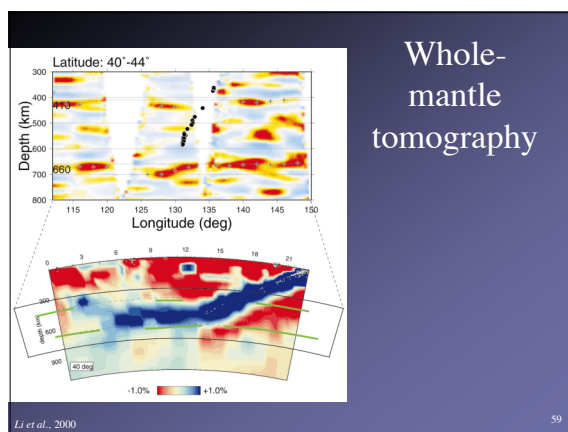 Latitude: 40˚-44˚
Whole-
mantle
tomography
300
400
410
500
600
660
700
800
Depth (km)
115 120 125 130 135 140 145 150
Longitude (deg)
0 3 6 9 12 15 18 21
300
600
900
depth (km)
40 deg
-1.0% +1.0%
Li et al., 2000
59